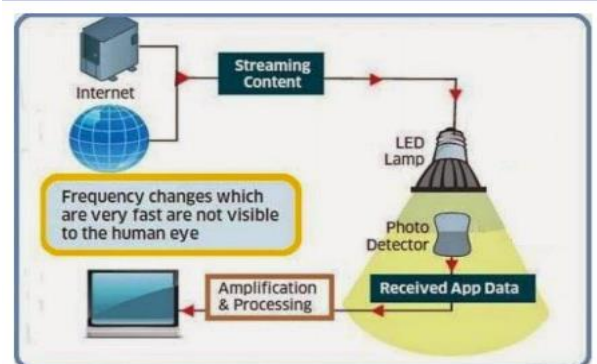 Streaming
Content
Internet
LED
Lamp
Frequency changes which
are very fast are not visible
to the human eye
Photo
Detector
Amplification
& Processing
Received App Data